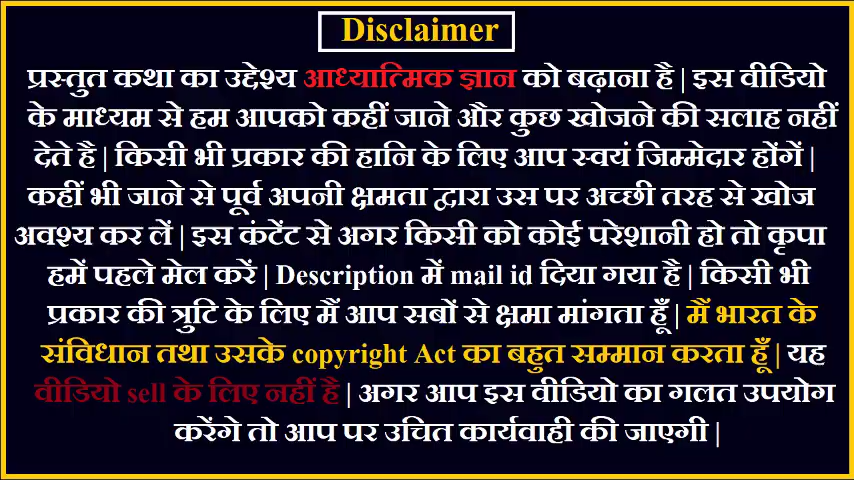 Disclaimer
प्रस्तुत कथा का उद्देश्य आध्यात्मिक ज्ञान को बढ़ाना है | इस वीडियो
के माध्यम से हम आपको कहीं जाने और कुछ खोजने की सलाह नहीं
देते है | किसी भी प्रकार की हानि के लिए आप स्वयं जिम्मेदार होंगें |
कहीं भी जाने से पूर्व अपनी क्षमता द्वारा उस पर अच्छी तरह से खोज
अवश्य कर लें | इस कंटेंट से अगर किसी को कोई परेशानी हो तो कृपा
हमें पहले मेल करें | Description में mail id दिया गया है | किसी भी
प्रकार की त्रुटि के लिए मैं आप सबों से क्षमा मांगता हूँ | मैं भारत के
संविधान तथा उसके copyright Act का बहुत सम्मान करता हूँ | यह
वीडियो sell के लिए नहीं है | अगर आप इस वीडियो का गलत उपयोग
करेंगे तो आप पर उचित कार्यवाही की जाएगी |